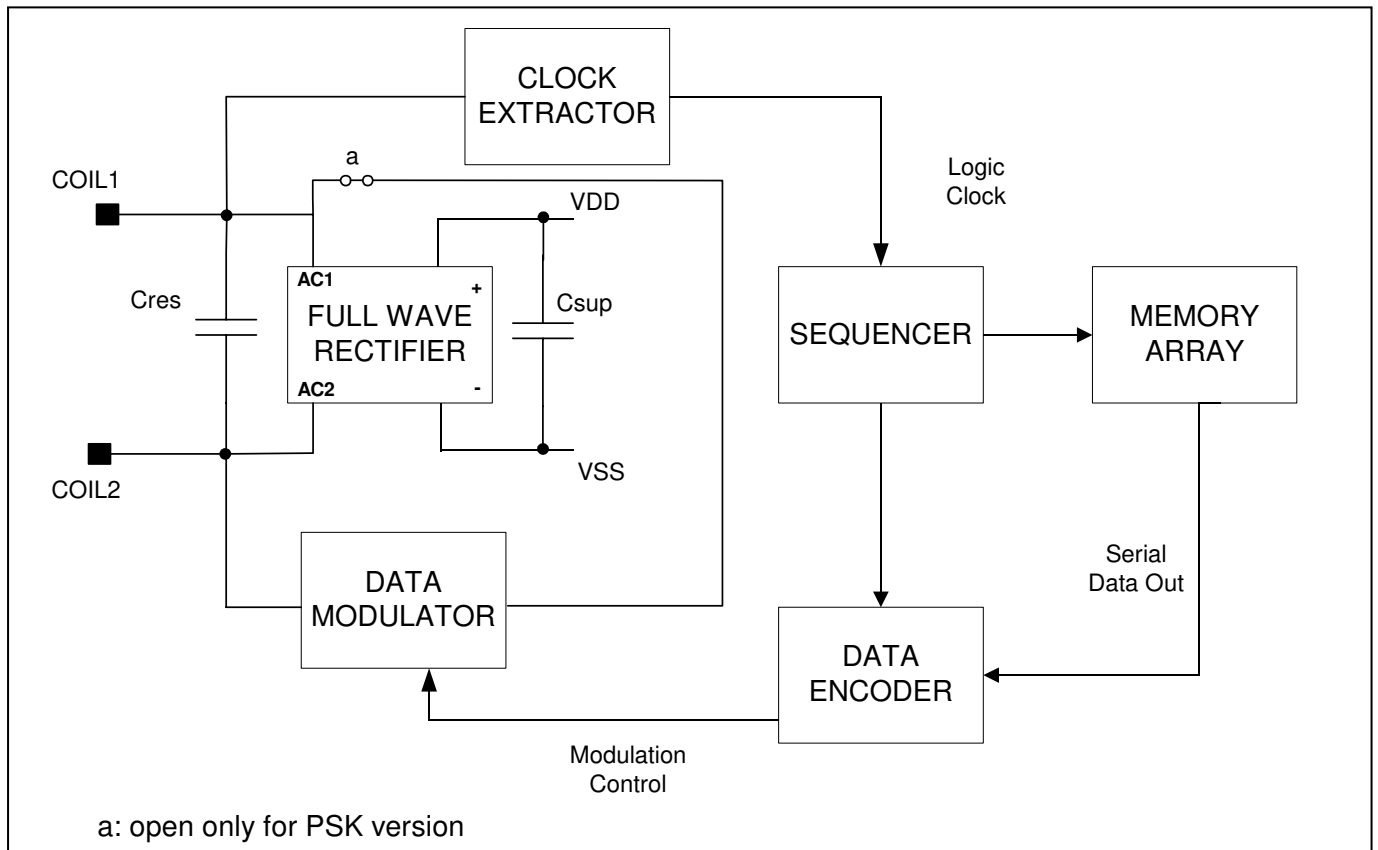 CLOCK
EXTRACTOR
a
COIL1
Logic
Clock
VDD
AC1
+
Cres
FULL WAVE
RECTIFIER
Csup
SEQUENCER
MEMORY
ARRAY
AC2
-
COIL2
VSS
DATA
MODULATOR
Serial
Data Out
DATA
ENCODER
Modulation
Control
a: open only for PSK version